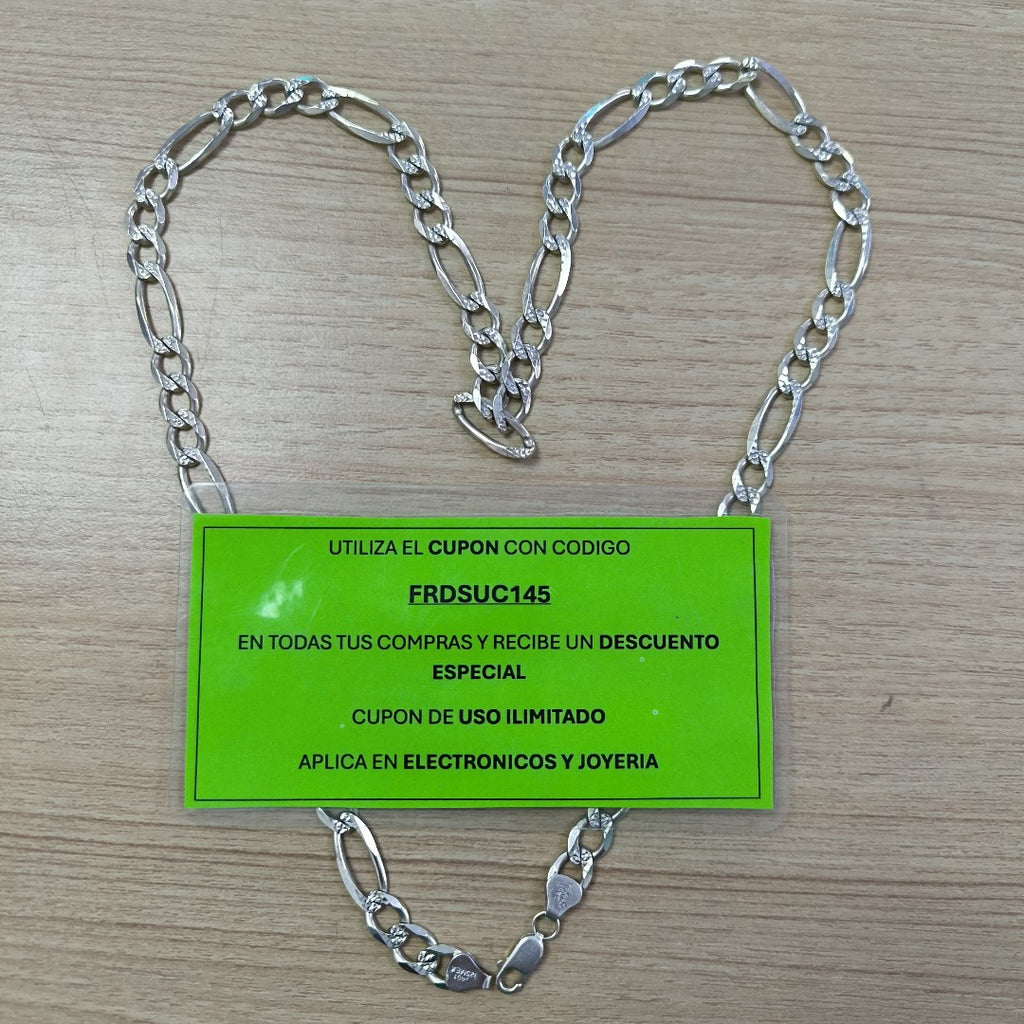 UTILIZA EL CUPON CON CODIGO
FRDSUC145
EN TODAS TUS COMPRAS Y RECIBE UN DESCUENTO
ESPECIAL
CUPON DE USO ILIMITADO
APLICA EN ELECTRONICOS Y JOYERIA